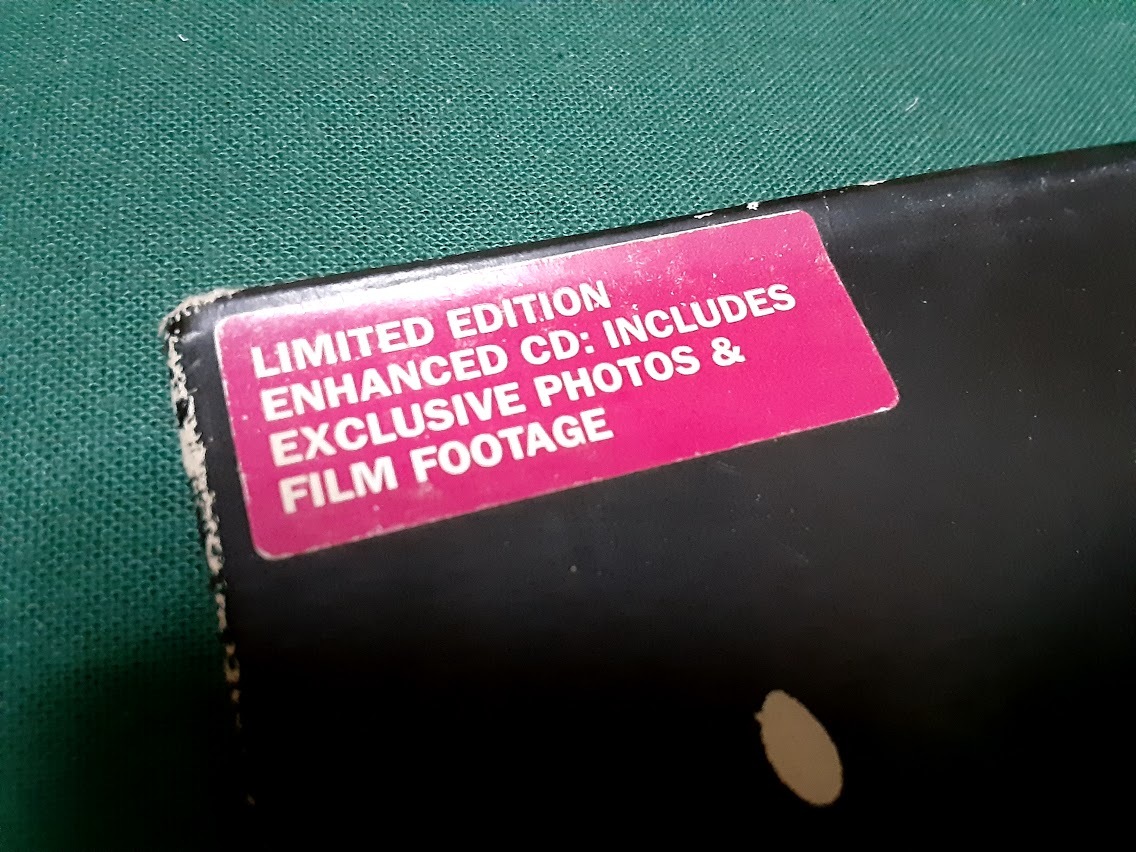 LIMITED EDITION
ENHANCED CD: INCLUDES
EXCLUSIVE PHOTOS &
FILM FOOTAGE